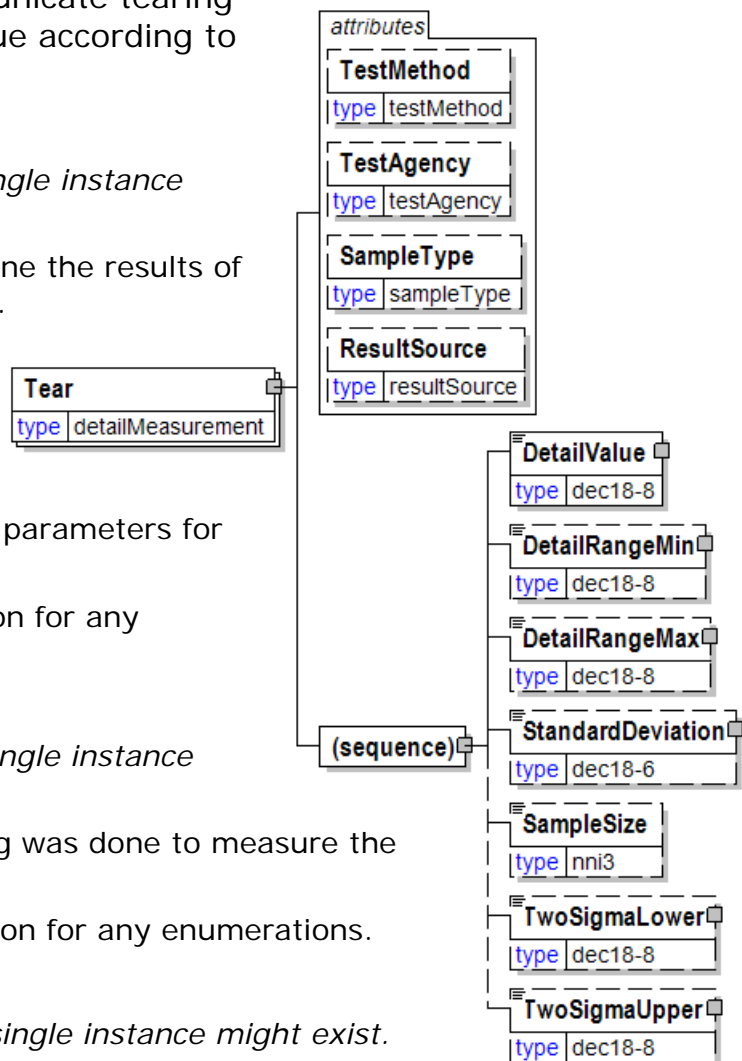 unicate tearing
ue according to
ngle instance
ne the results of
.
parameters for
on for any
ngle instance
g was done to measure the
on for any enumerations.
single instance might exist.
attributes
TestMethod
type testMethod
TestAgency
type testAgency
SampleType
type sampleType
ResultSource
type resultSource
Tear
type detailMeasurement
(sequence)
DetailValue
type dec18-8
DetailRangeMin
type dec18-8
DetailRangeMax
type dec18-8
StandardDeviation
type dec18-6
SampleSize
type nni3
TwoSigmaLower
type dec18-8
TwoSigmaUpper
type dec18-8